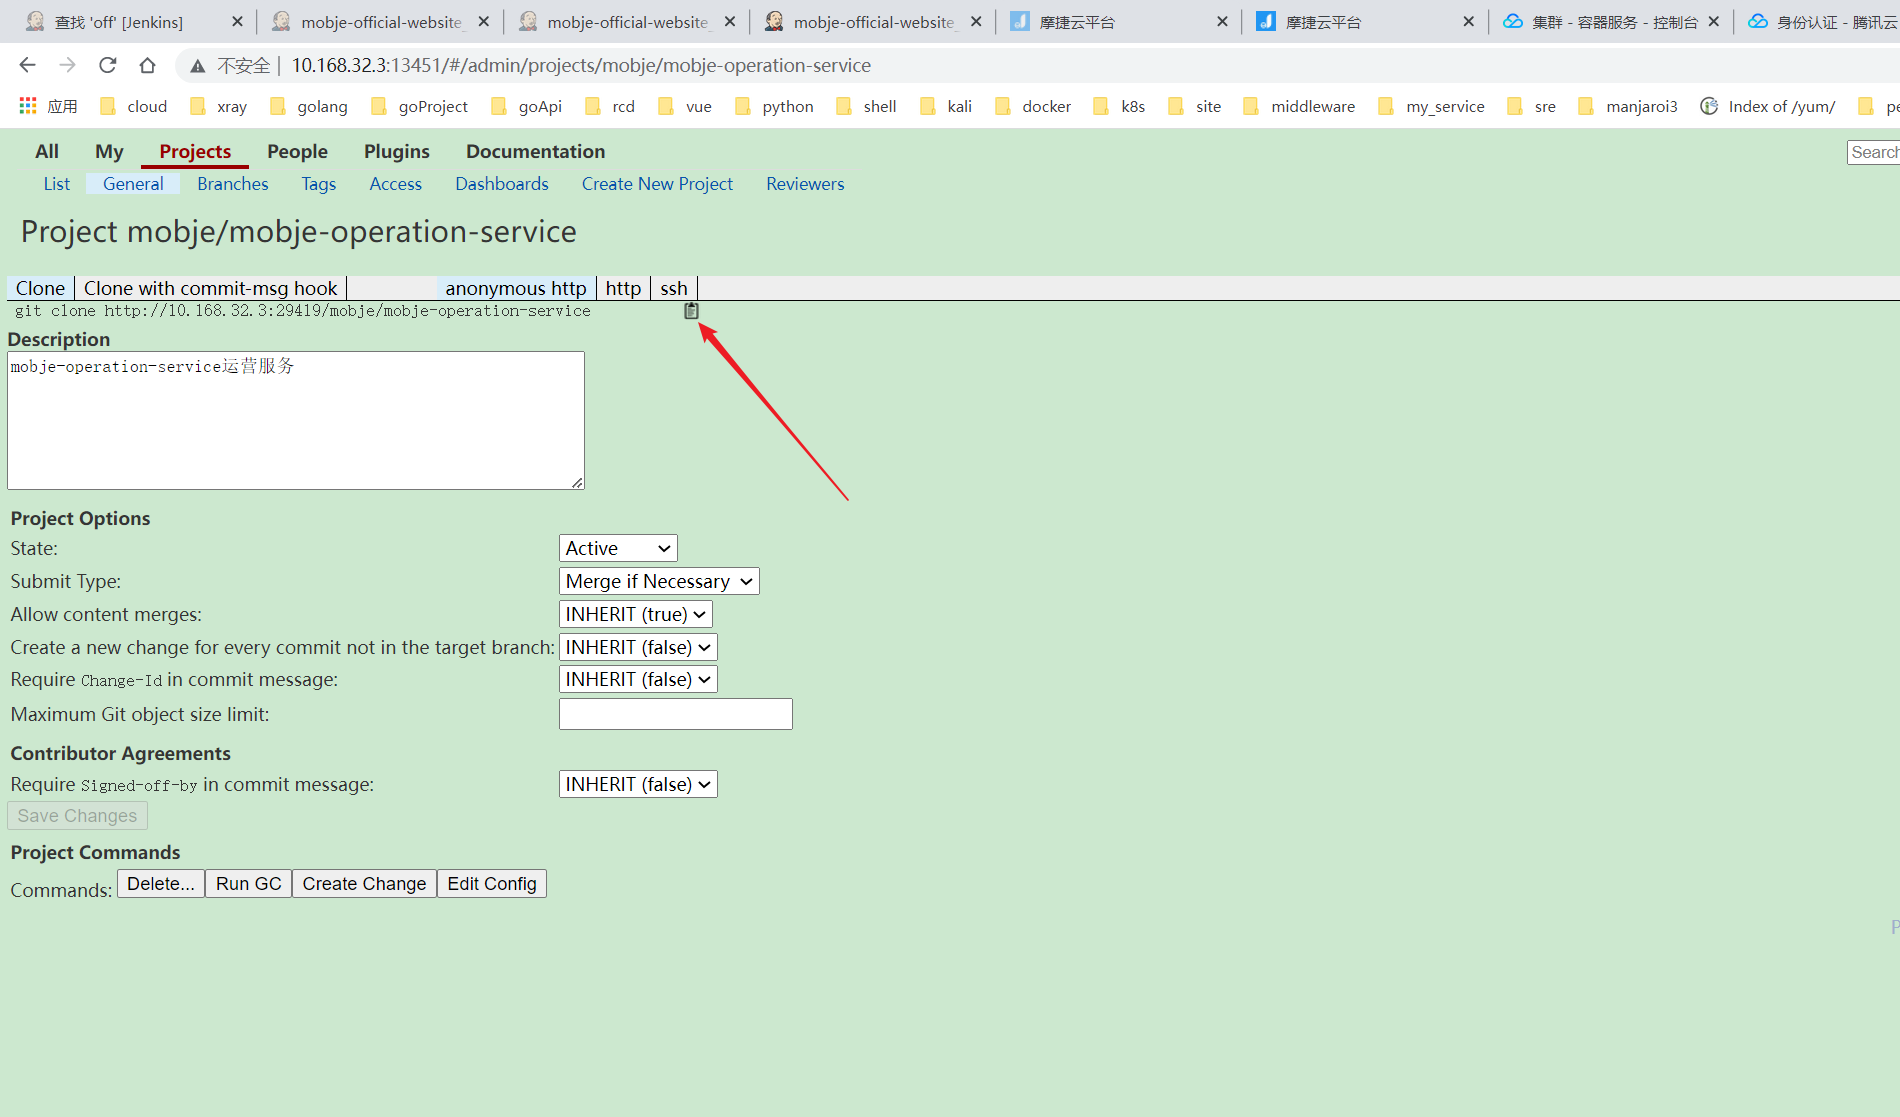 查找 'off' [Jenkins]
mobje-official-website_
mobje-official-website_
mobje-official-website_
摩捷云平台
摩捷云平台
集群 - 容器服务 - 控制台
身份认证 - 腾讯云
不安全 | 10.168.32.3:13451/#/admin/projects/mobje/mobje-operation-service
应用 cloud xray golang goProject goApi rcd vue python shell kali docker k8s site middleware my_service sre manjaroi3 Index of /yum/
All My Projects People Plugins Documentation
Search
List General Branches Tags Access Dashboards Create New Project Reviewers
Project mobje/mobje-operation-service
Clone Clone with commit-msg hook anonymous http http ssh
git clone http://10.168.32.3:29419/mobje/mobje-operation-service
Description
mobje-operation-service运营服务
Project Options
State: Active
Submit Type: Merge if Necessary
Allow content merges: INHERIT (true)
Create a new change for every commit not in the target branch: INHERIT (false)
Require Change-Id in commit message: INHERIT (false)
Maximum Git object size limit:
Contributor Agreements
Require Signed-off-by in commit message: INHERIT (false)
Save Changes
Project Commands
Commands: Delete... Run GC Create Change Edit Config